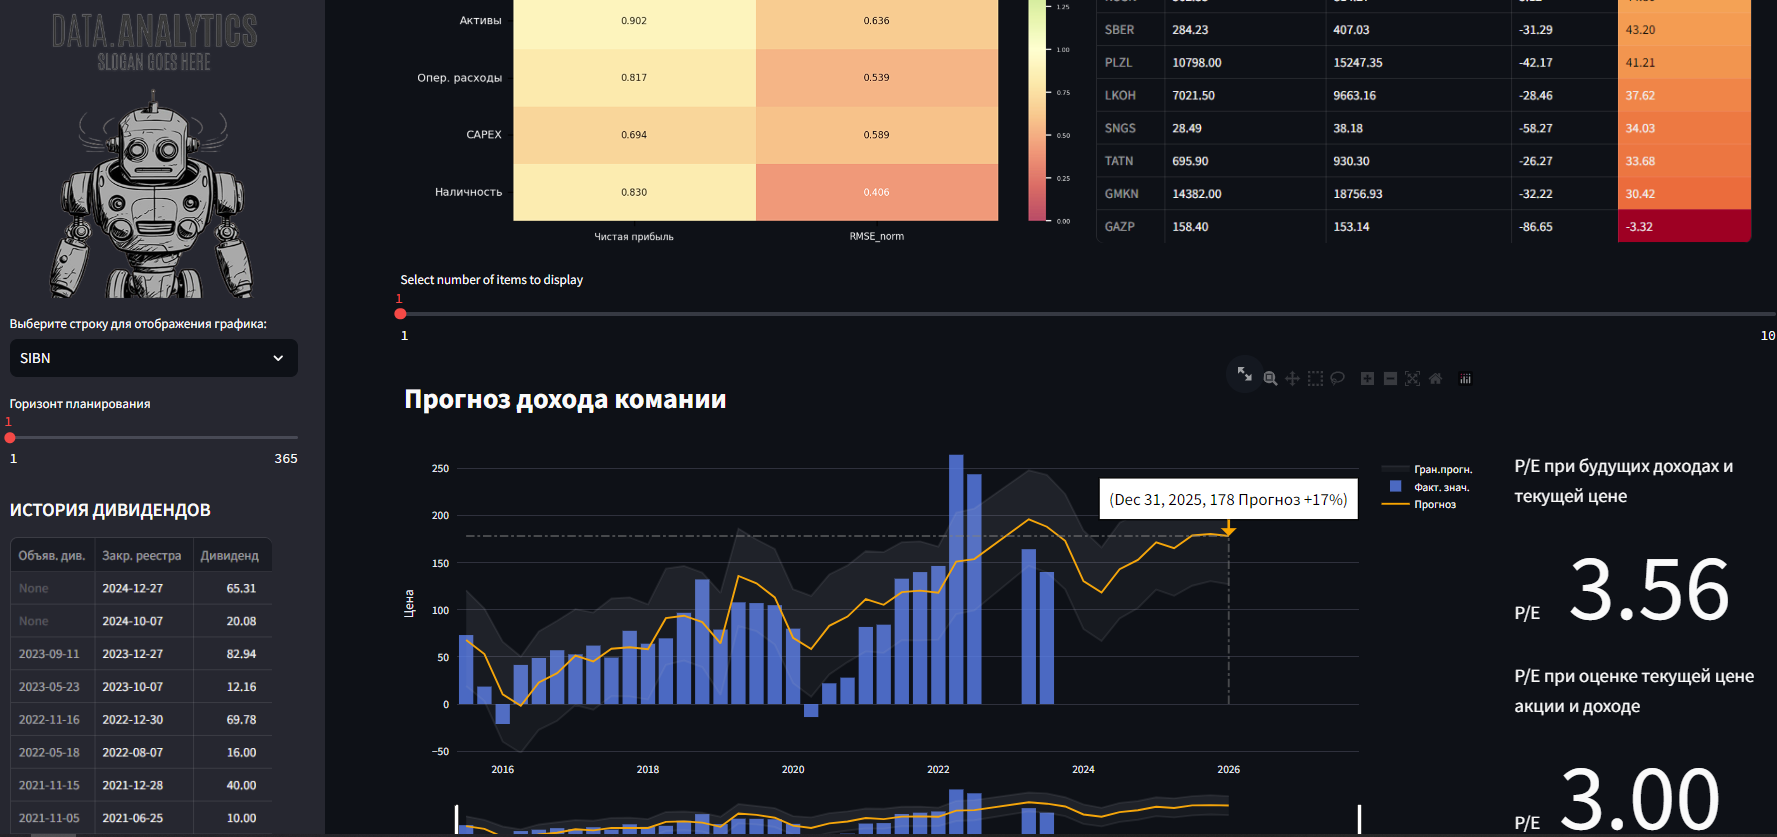 DATA.ANALYTICS
SLOGAN GOES HERE
Выберите строку для отображения графика:
SIBN
Горизонт планирования
1
1 365
ИСТОРИЯ ДИВИДЕНДОВ
Объяв. див. Закр. реестра Дивиденд
None 2024-12-27 65.31
None 2024-10-07 20.08
2023-09-11 2023-12-27 82.94
2023-05-23 2023-10-07 12.16
2022-11-16 2022-12-30 69.78
2022-05-18 2022-08-07 16.00
2021-11-15 2021-12-28 40.00
2021-11-05 2021-06-25 10.00
Активы 0.902 0.636
Опер. расходы 0.817 0.539
CAPEX 0.694 0.589
Наличность 0.830 0.406
Чистая прибыль RMSE_norm
1.25
1.00
0.75
0.50
0.25
0.00
SBER 284.23 407.03 -31.29 43.20
PLZL 10798.00 15247.35 -42.17 41.21
LKOH 7021.50 9663.16 -28.46 37.62
SNGS 28.49 38.18 -58.27 34.03
TATN 695.90 930.30 -26.27 33.68
GMKN 14382.00 18756.93 -32.22 30.42
GAZP 158.40 153.14 -86.65 -3.32
Select number of items to display
1
1 10
Прогноз дохода комании
250
200
150
100
50
0
−50
Цена
2016 2018 2020 2022 2024 2026
(Dec 31, 2025, 178 Прогноз +17%)
Гран.прогн.
Факт. знач.
Прогноз
P/E при будущих доходах и
текущей цене
P/E 3.56
P/E при оценке текущей цене
акции и доходе
P/E 3.00